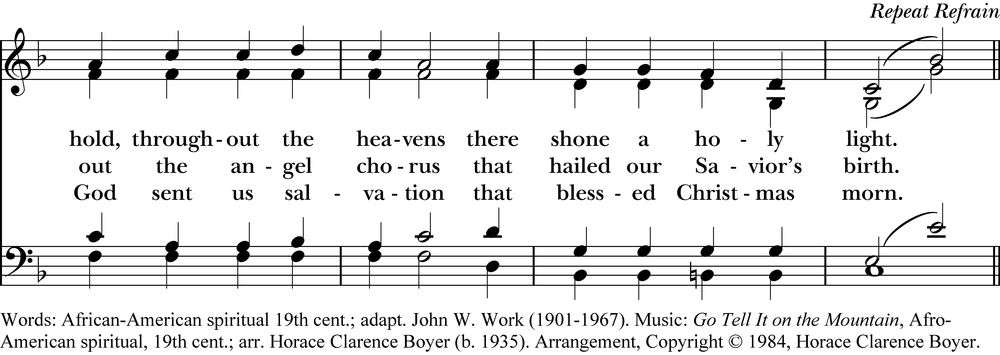 Repeat Refrain
hold, through - out the hea - vens there shone a ho - ly light.
out the an - gel cho - rus that hailed our Sa - vior’s birth.
God sent us sal - va - tion that bless - ed Christ - mas morn.
Words: African-American spiritual 19th cent.; adapt. John W. Work (1901-1967). Music: Go Tell It on the Mountain, Afro-
American spiritual, 19th cent.; arr. Horace Clarence Boyer (b. 1935). Arrangement, Copyright © 1984, Horace Clarence Boyer.